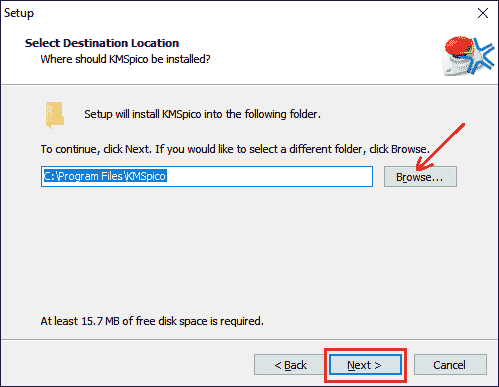 Setup
Select Destination Location
Where should KMSpico be installed?
Setup will install KMSpico into the following folder.
To continue, click Next. If you would like to select a different folder, click Browse.
C:\Program Files\KMSpico
Browse...
At least 15.7 MB of free disk space is required.
< Back
Next >
Cancel